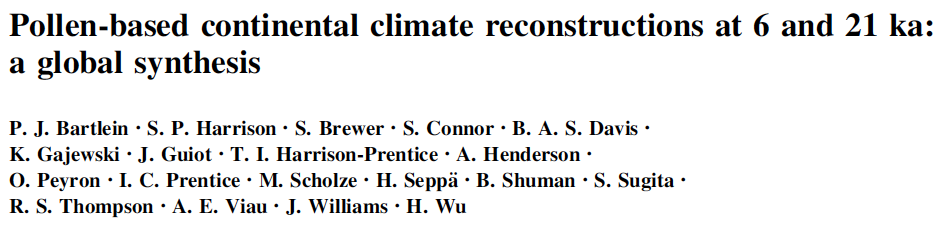 Pollen-based continental climate reconstructions at 6 and 21 ka:
a global synthesis
P. J. Bartlein · S. P. Harrison · S. Brewer · S. Connor · B. A. S. Davis ·
K. Gajewski · J. Guiot · T. I. Harrison-Prentice · A. Henderson ·
O. Peyron · I. C. Prentice · M. Scholze · H. Seppä · B. Shuman · S. Sugita ·
R. S. Thompson · A. E. Viau · J. Williams · H. Wu